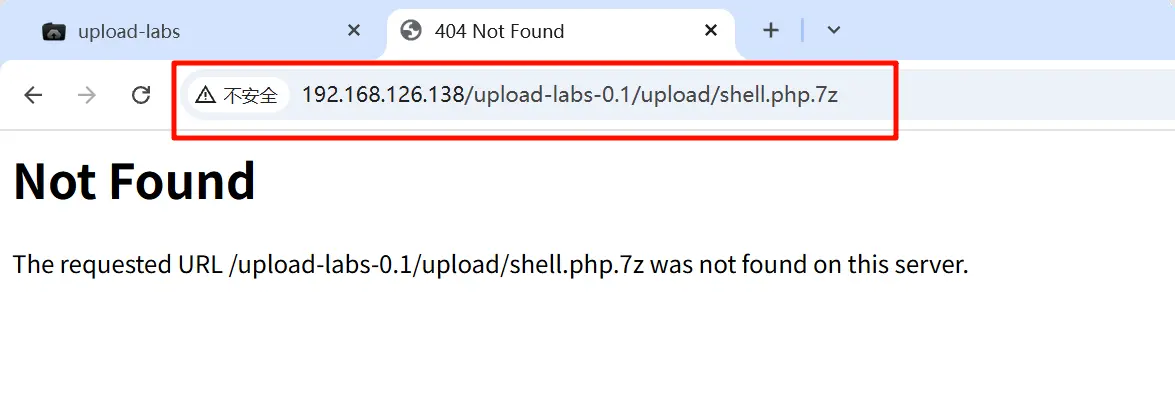 upload-labs
404 Not Found
不安全 192.168.126.138/upload-labs-0.1/upload/shell.php.7z
Not Found
The requested URL /upload-labs-0.1/upload/shell.php.7z was not found on this server.